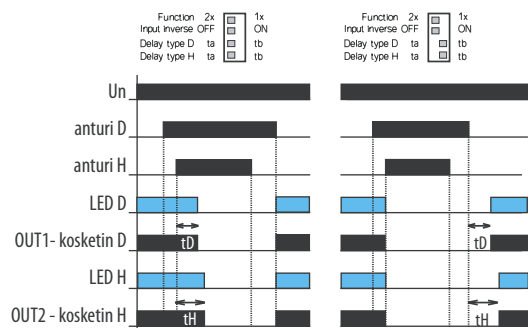 Function 2x 1x
Input inverse OFF ON
Delay type D ta tb
Delay type H ta tb
Function 2x 1x
Input inverse OFF ON
Delay type D ta tb
Delay type H ta tb
Un
anturi D
anturi H
LED D
OUT1- kosketin D
tD
tD
LED H
OUT2 - kosketin H
tH
tH